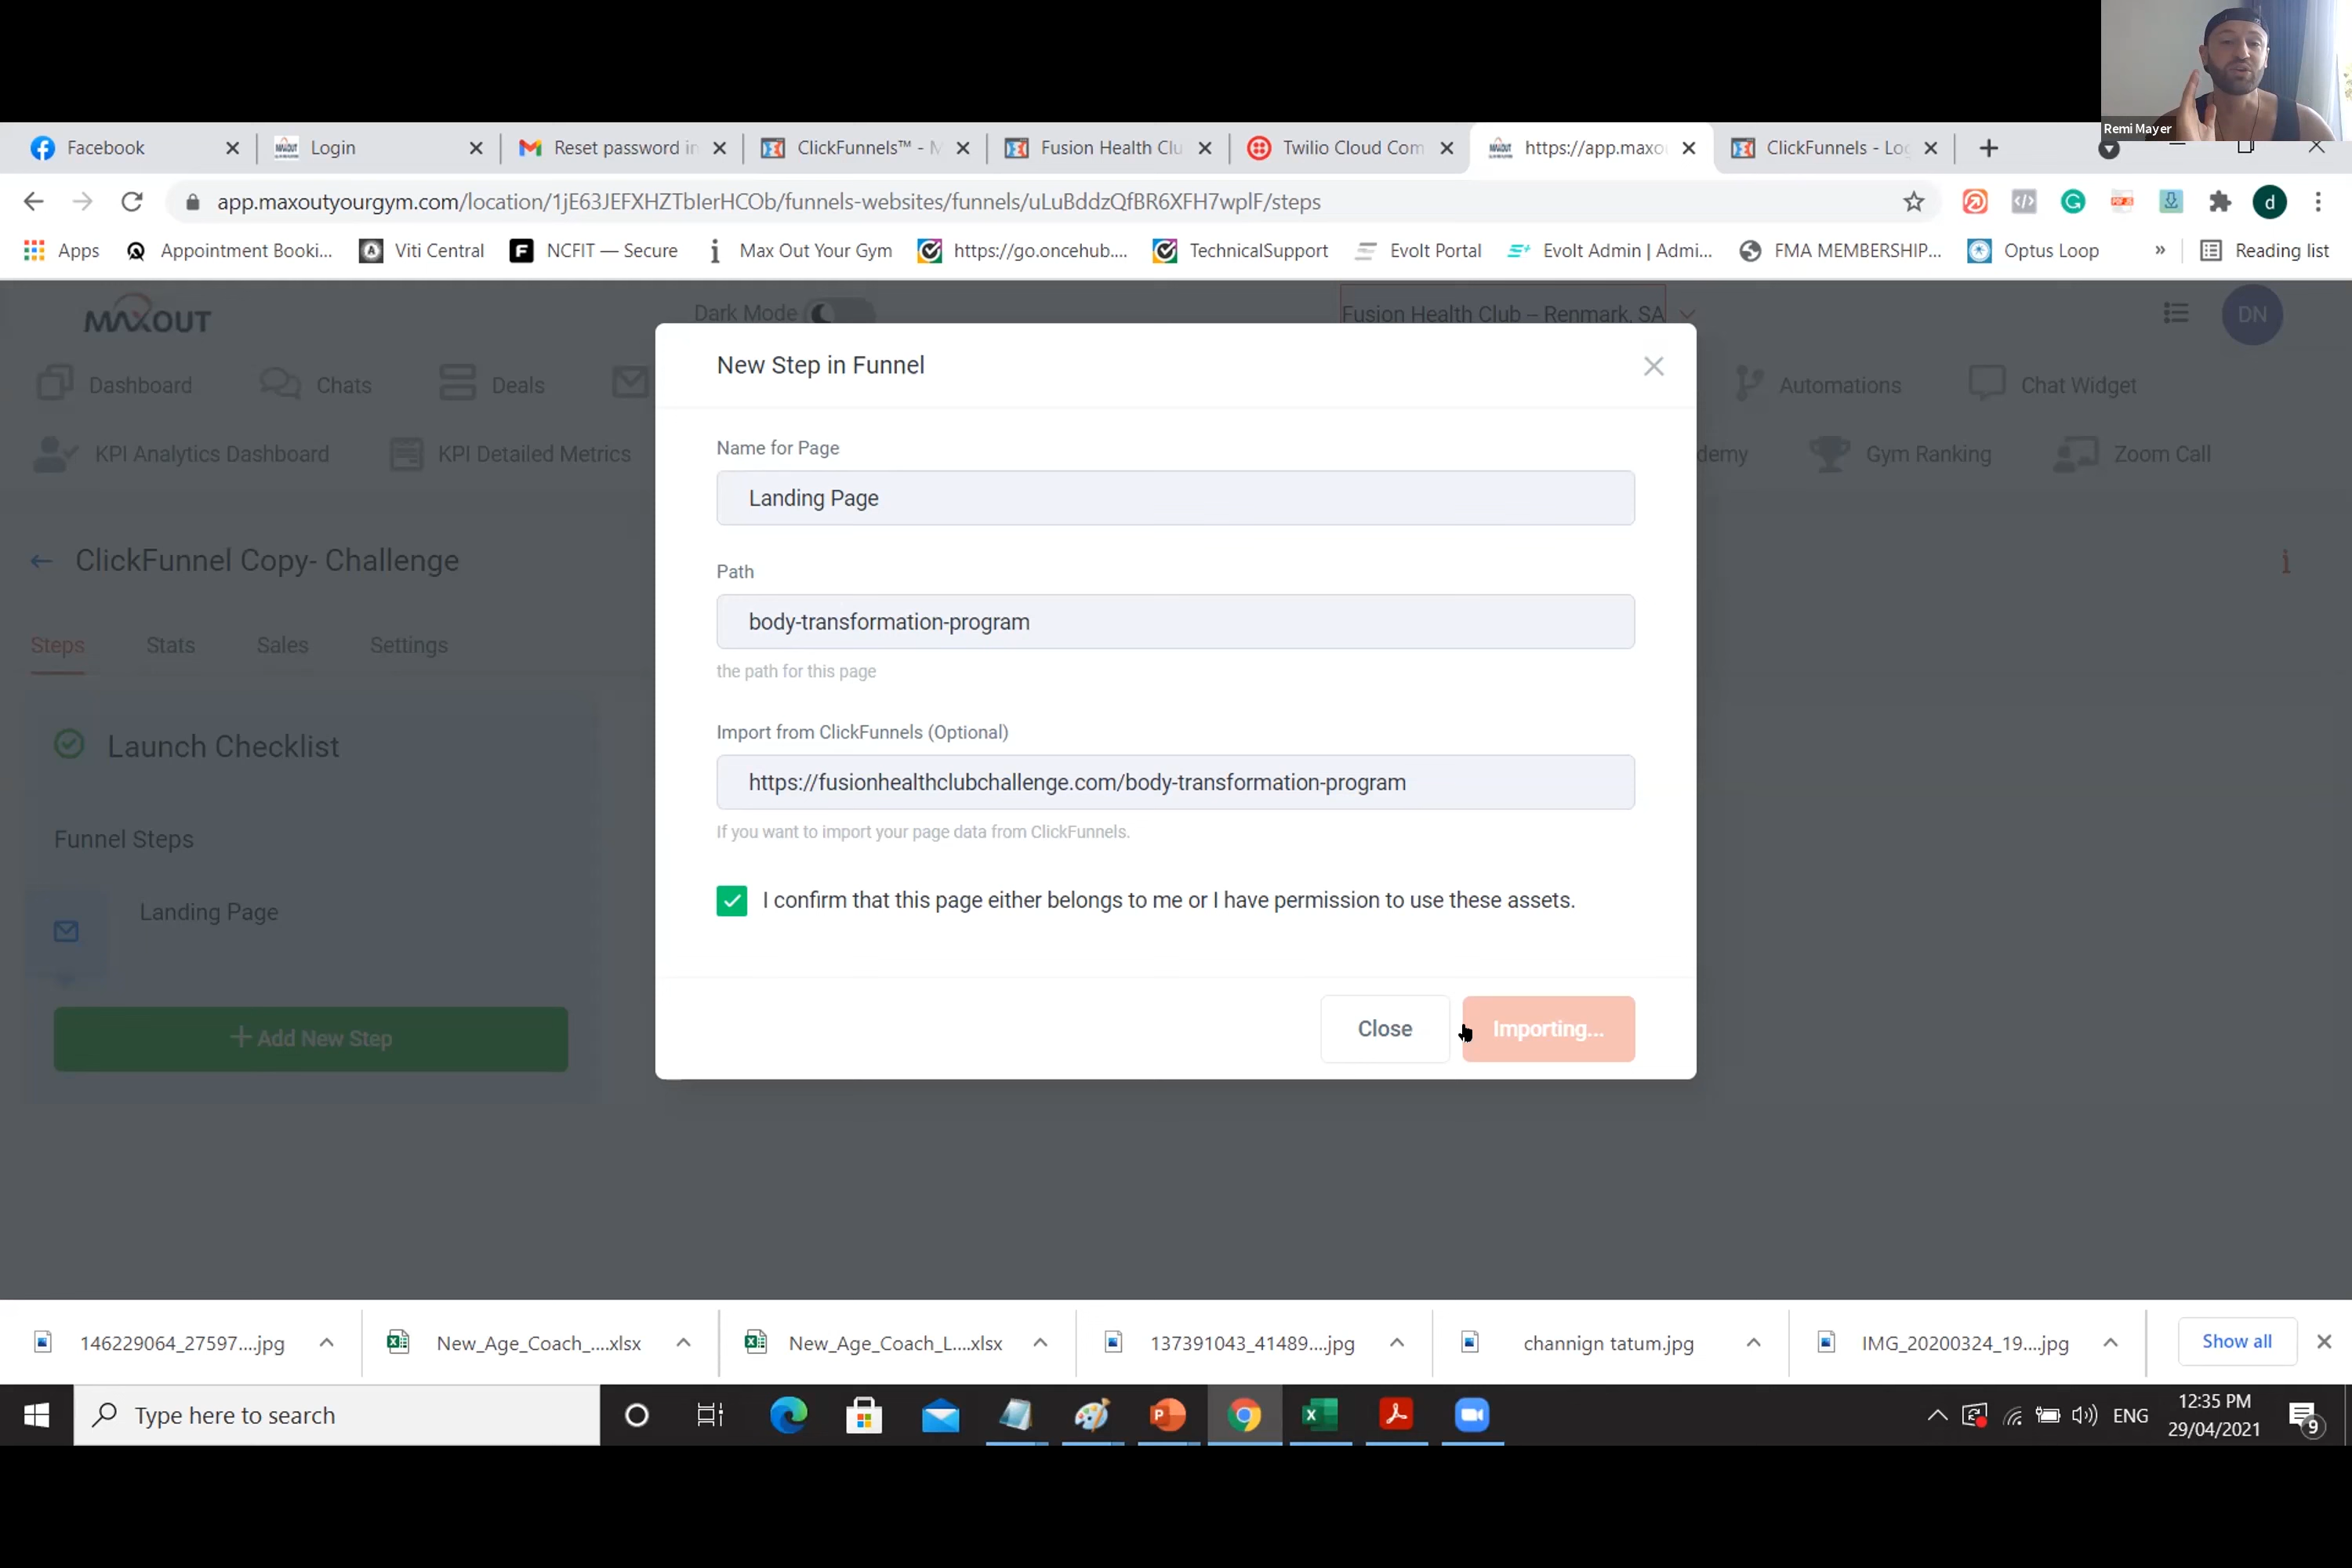 Remi Mayer
Facebook
Login
Reset password in
ClickFunnels™ - M
Fusion Health Clu
Twilio Cloud Com
https://app.maxo
ClickFunnels - Log
app.maxoutyourgym.com/location/1jE63JEFXHZTbIerHCOb/funnels-websites/funnels/uLuBddzQfBR6XFH7wplF/steps
d
Apps
Appointment Booki...
Viti Central
NCFIT — Secure
Max Out Your Gym
https://go.oncehub....
TechnicalSupport
Evolt Portal
Evolt Admin | Admi...
FMA MEMBERSHIP...
Optus Loop
»
Reading list
MAXOUT
Dark Mode
Fusion Health Club – Renmark, SA
DN
Dashboard
Chats
Deals
Automations
Chat Widget
KPI Analytics Dashboard
KPI Detailed Metrics
demy
Gym Ranking
Zoom Call
ClickFunnel Copy- Challenge
Steps
Stats
Sales
Settings
Launch Checklist
Funnel Steps
Landing Page
+ Add New Step
New Step in Funnel
Name for Page
Landing Page
Path
body-transformation-program
the path for this page
Import from ClickFunnels (Optional)
https://fusionhealthclubchallenge.com/body-transformation-program
If you want to import your page data from ClickFunnels.
I confirm that this page either belongs to me or I have permission to use these assets.
Close
Importing...
146229064_27597....jpg
New_Age_Coach_....xlsx
New_Age_Coach_L....xlsx
137391043_41489....jpg
channign tatum.jpg
IMG_20200324_19....jpg
Show all
Type here to search
ENG
12:35 PM
29/04/2021
9